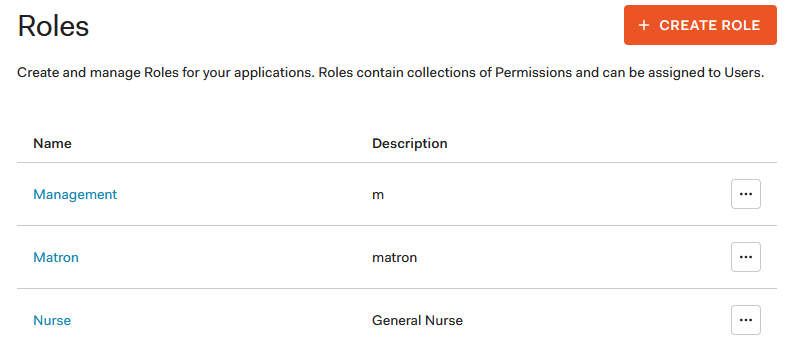 Roles
+ CREATE ROLE
Create and manage Roles for your applications. Roles contain collections of Permissions and can be assigned to Users.
Name Description
Management m ...
Matron matron ...
Nurse General Nurse ...